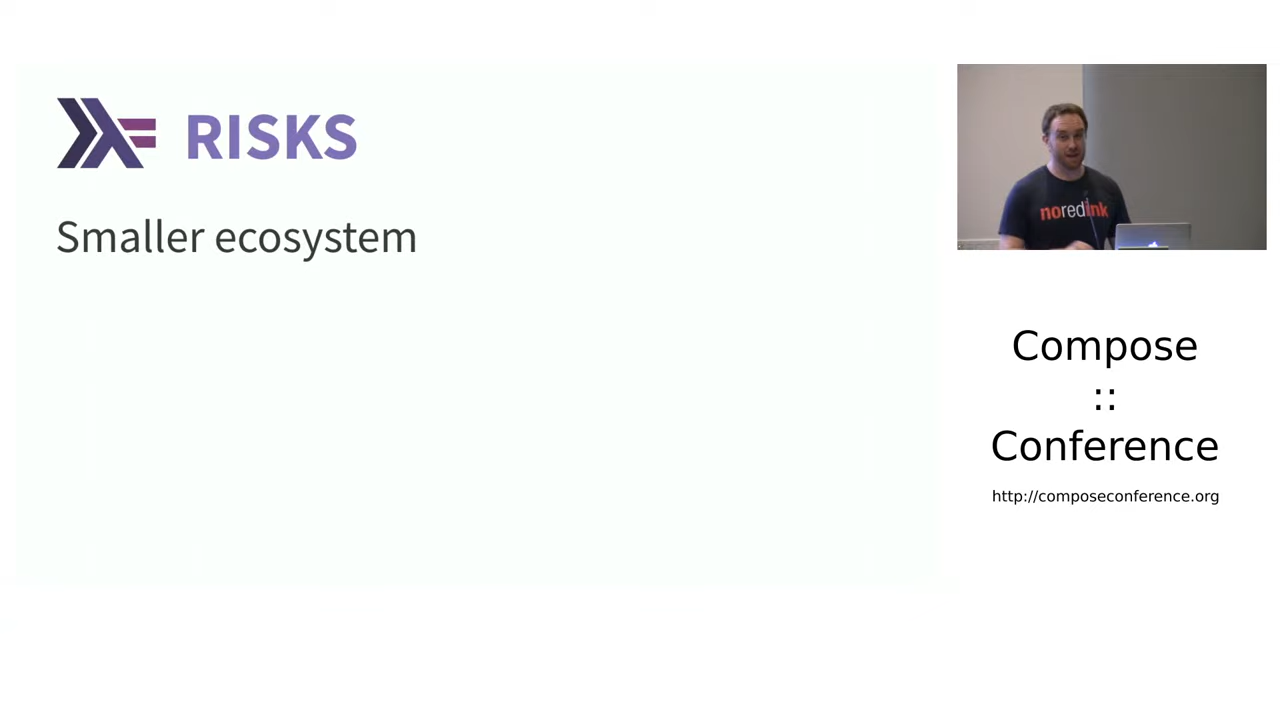 RISKS
Smaller ecosystem
noredink
Compose
::
Conference
http://composeconference.org